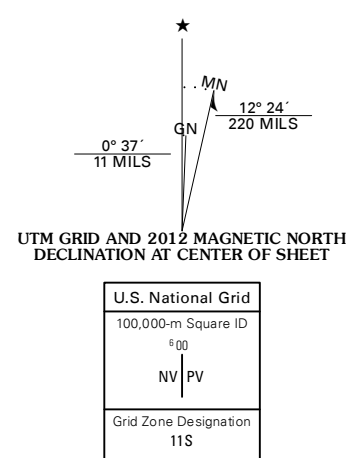 ★
MN
GN
12° 24´
220 MILS
0° 37´
11 MILS
UTM GRID AND 2012 MAGNETIC NORTH
DECLINATION AT CENTER OF SHEET
U.S. National Grid
100,000-m Square ID
⁶00
NV PV
Grid Zone Designation
11S